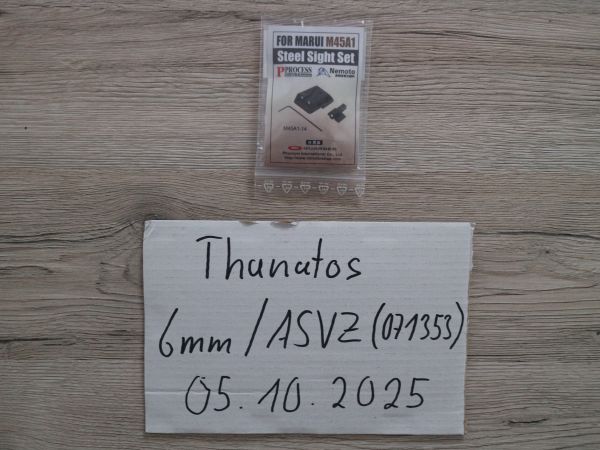 FOR MARUI M45A1
Steel Sight Set
PROCESS Nemoto
M45A1-14
Thanatos
6mm/ASVZ (071353)
05.10.2025